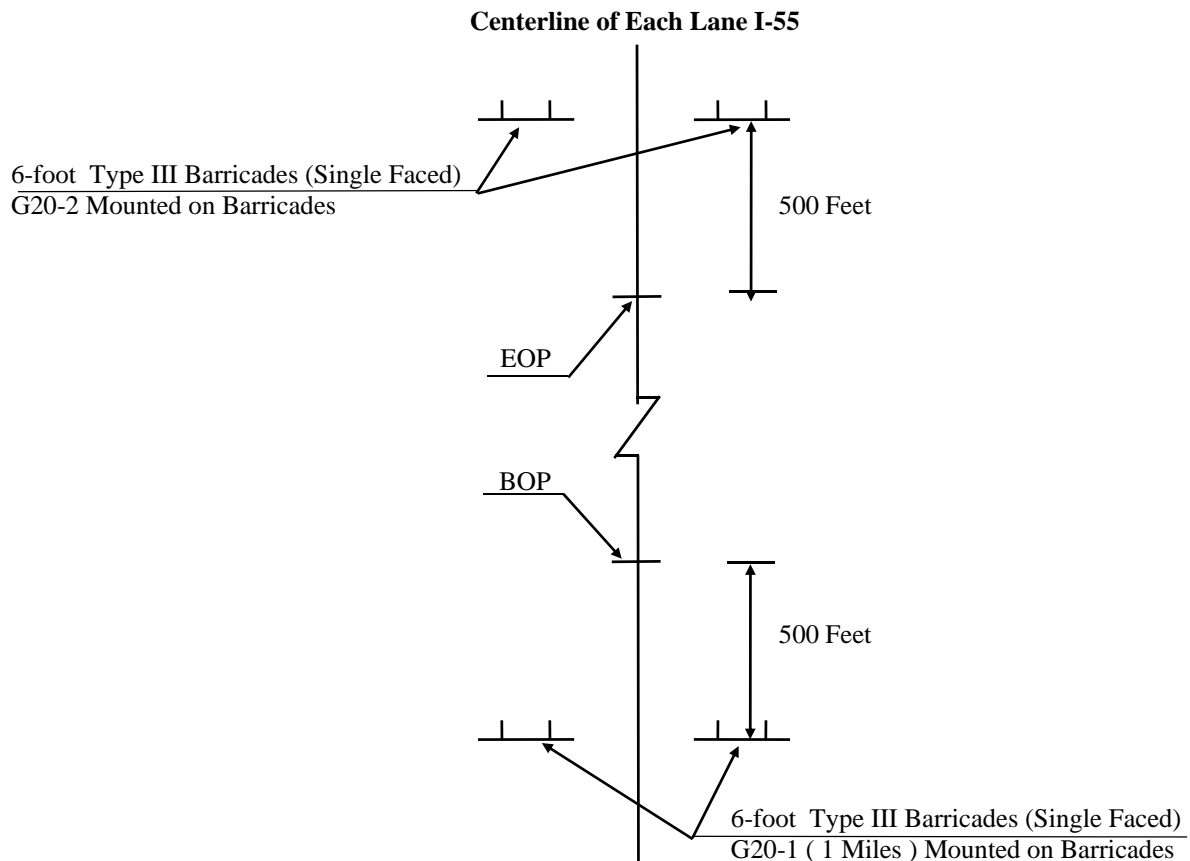 Centerline of Each Lane I-55
6-foot  Type III Barricades (Single Faced)
G20-2 Mounted on Barricades
500 Feet
EOP
BOP
500 Feet
6-foot  Type III Barricades (Single Faced)
G20-1 ( 1 Miles ) Mounted on Barricades